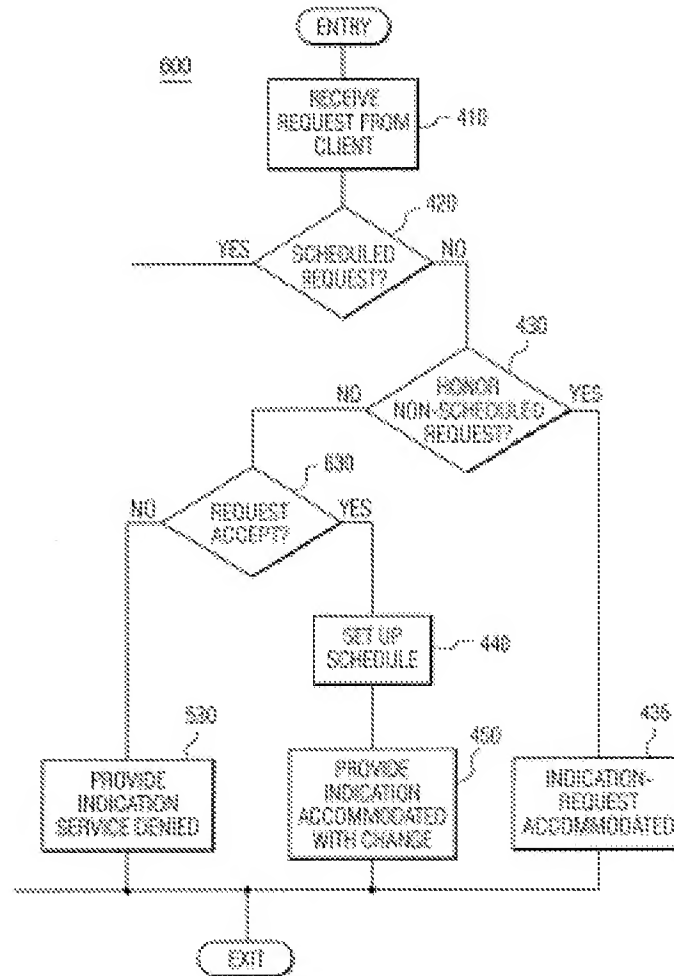 ENTRY
600
RECEIVE
REQUEST FROM
CLIENT
410
420
YES
SCHEDULED
REQUEST?
NO
430
NO
HONOR
NON-SCHEDULED
REQUEST?
YES
630
NO
REQUEST
ACCEPT?
YES
SET UP
SCHEDULE
440
530
PROVIDE
INDICATION
SERVICE DENIED
450
PROVIDE
INDICATION
ACCOMMODATED
WITH CHANGE
435
INDICATION-
REQUEST
ACCOMMODATED
EXIT